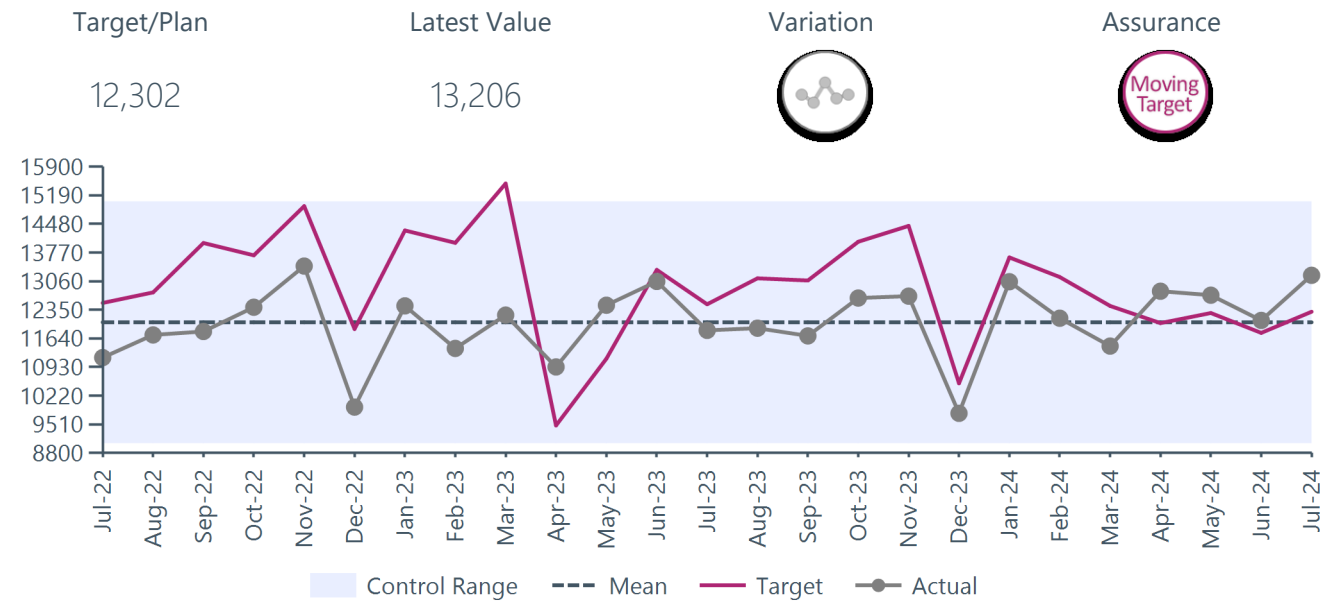 Target/Plan Latest Value Variation Assurance
12,302 13,206 Moving
Target
15900
15190
14480
13770
13060
12350
11640
10930
10220
9510
8800
Jul-22 Aug-22 Sep-22 Oct-22 Nov-22 Dec-22 Jan-23 Feb-23 Mar-23 Apr-23 May-23 Jun-23 Jul-23 Aug-23 Sep-23 Oct-23 Nov-23 Dec-23 Jan-24 Feb-24 Mar-24 Apr-24 May-24 Jun-24 Jul-24
Control Range Mean Target Actual